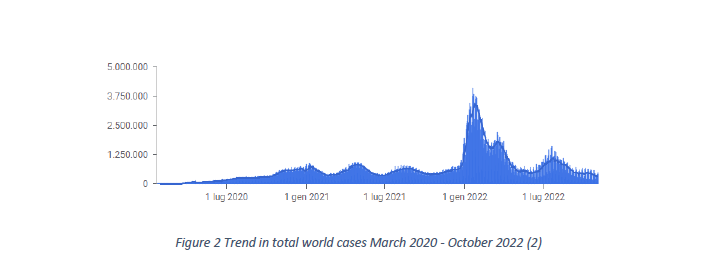 5.000.000
3.750.000
2.500.000
1.250.000
0
1 lug 2020 1 gen 2021 1 lug 2021 1 gen 2022 1 lug 2022
Figure 2 Trend in total world cases March 2020 - October 2022 (2)